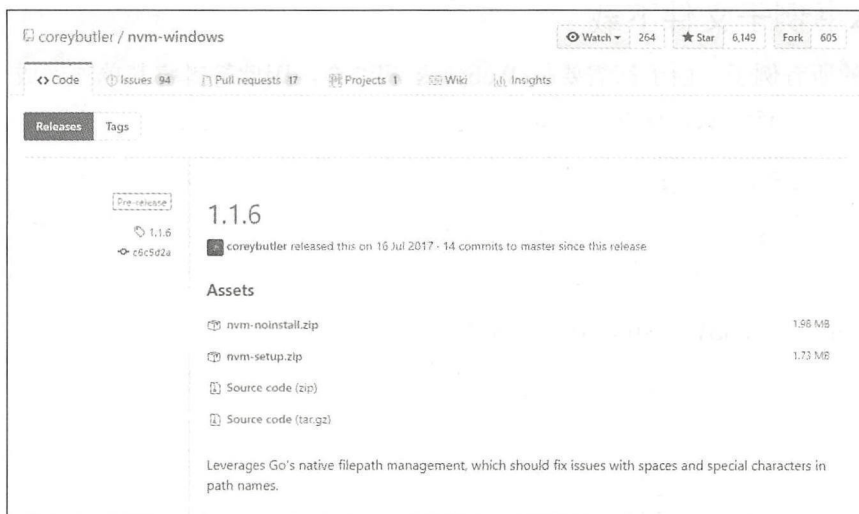 coreybutler / nvm-windows
Watch 264 Star 6,149 Fork 605
Code Issues 94 Pull requests 17 Projects 1 Wiki Insights
Releases Tags
Pre-release
1.1.6
c6c5d2a
1.1.6
coreybutler released this on 16 Jul 2017 · 14 commits to master since this release
Assets
nvm-noinstall.zip 1.96 MB
nvm-setup.zip 1.73 MB
Source code (zip)
Source code (tar.gz)
Leverages Go's native filepath management, which should fix issues with spaces and special characters in
path names.